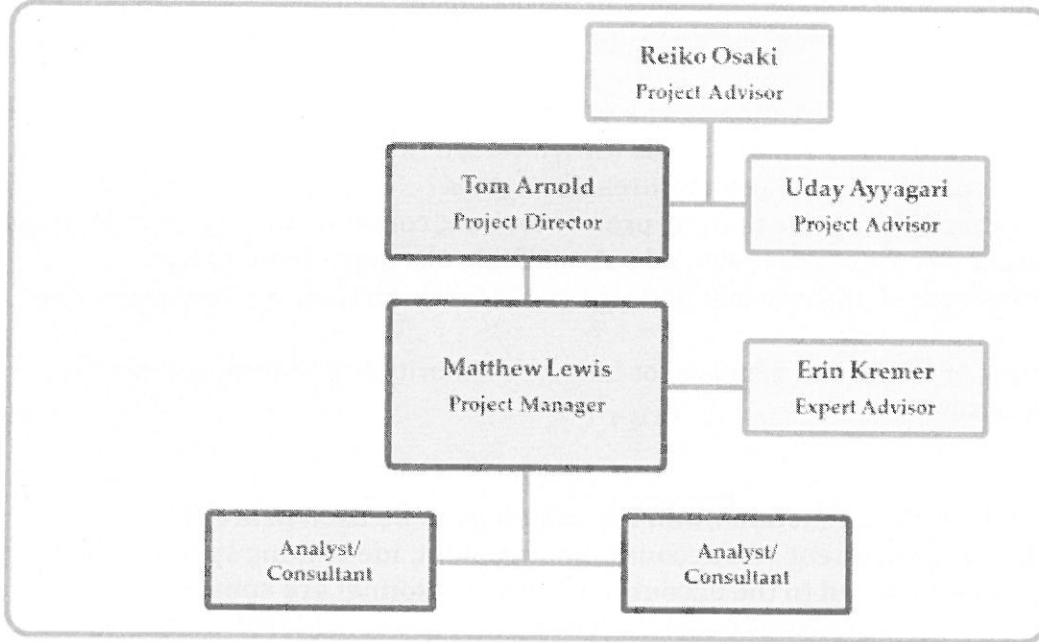 Reiko Osaki
Project Advisor
Tom Arnold
Project Director
Uday Ayyagari
Project Advisor
Matthew Lewis
Project Manager
Erin Kremer
Expert Advisor
Analyst/
Consultant
Analyst/
Consultant